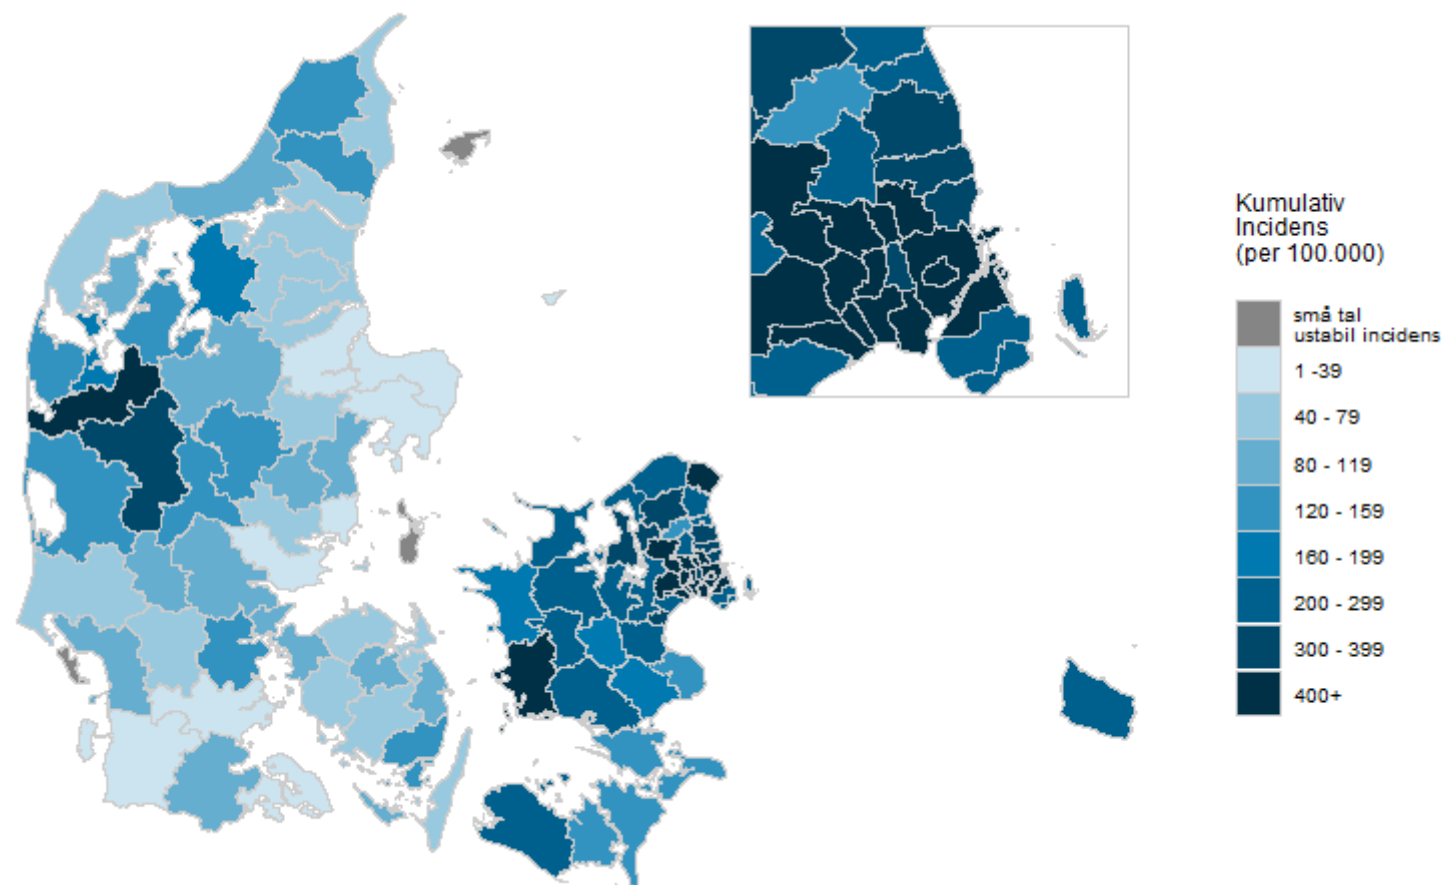 Kumulativ
Incidens
(per 100.000)
små tal
ustabil incidens
1 -39
40 - 79
80 - 119
120 - 159
160 - 199
200 - 299
300 - 399
400+